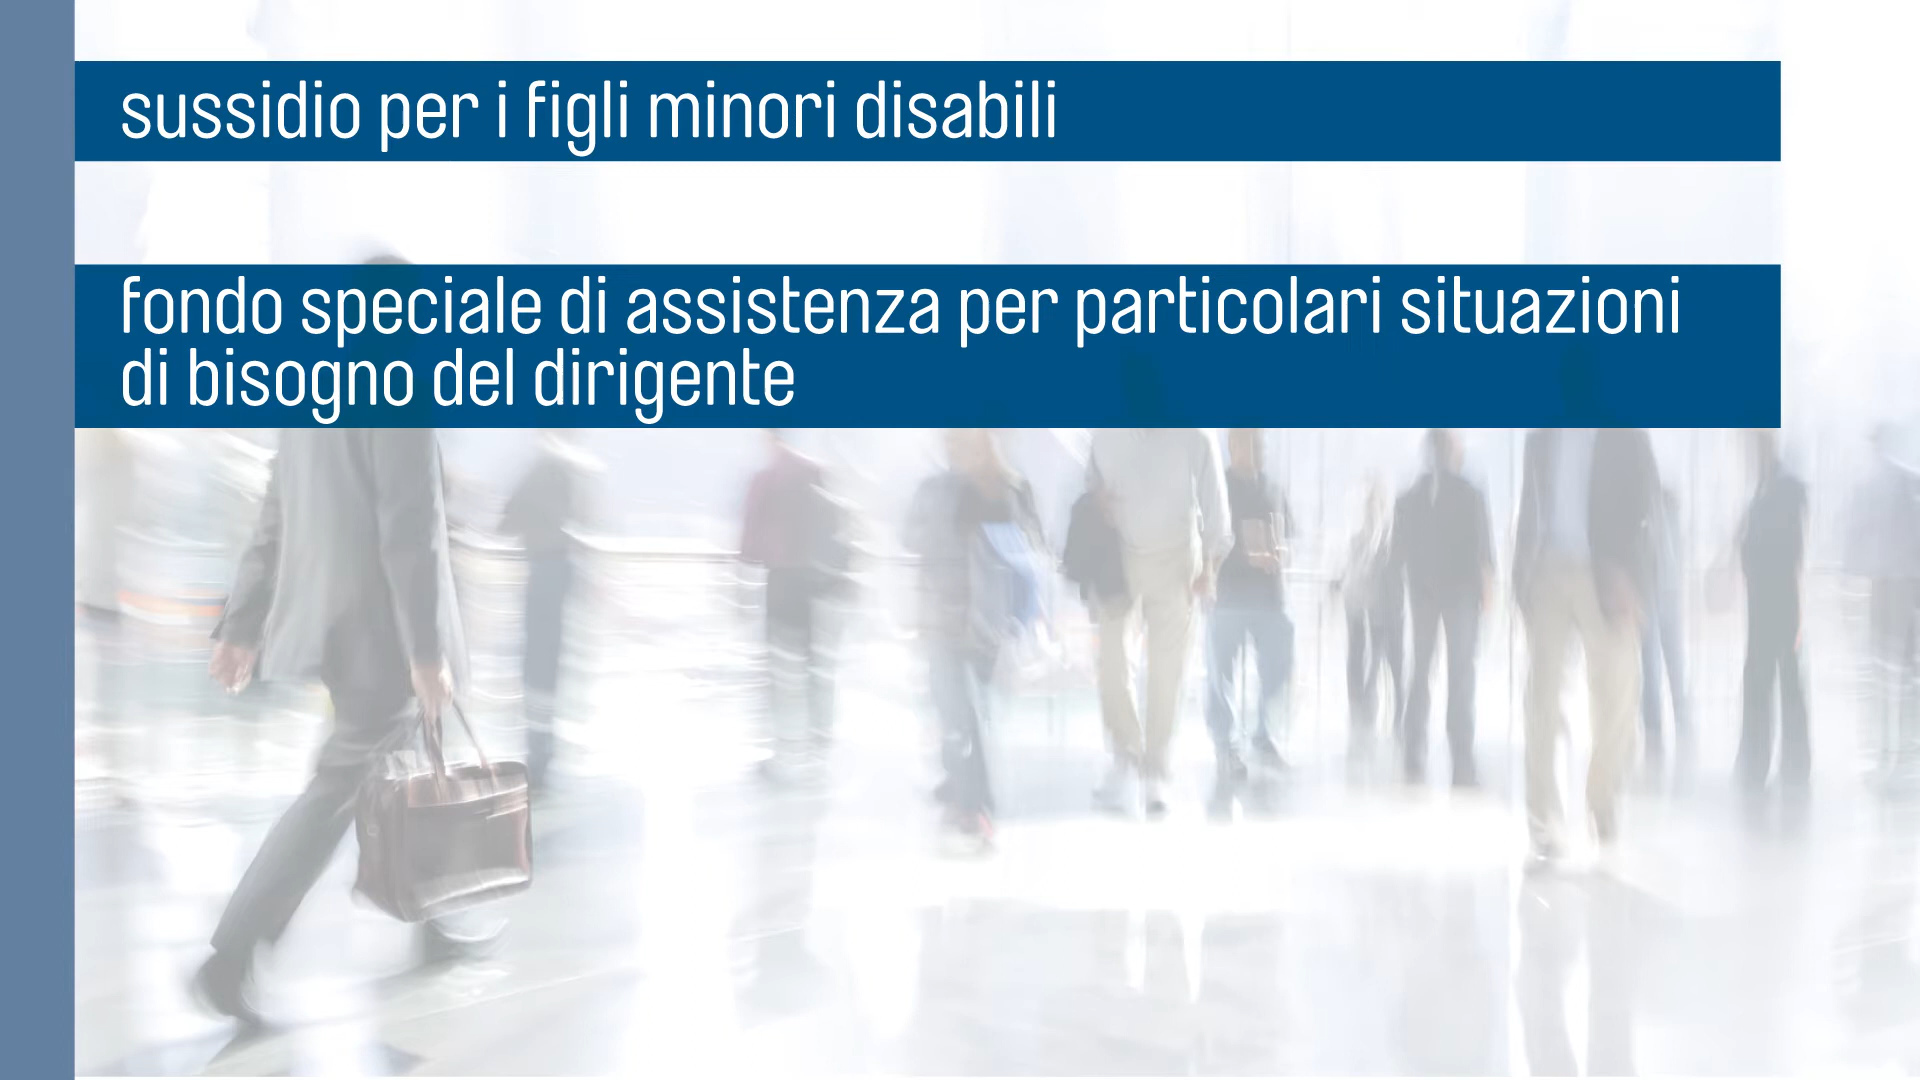 sussidio per i figli minori disabili
fondo speciale di assistenza per particolari situazioni
di bisogno del dirigente